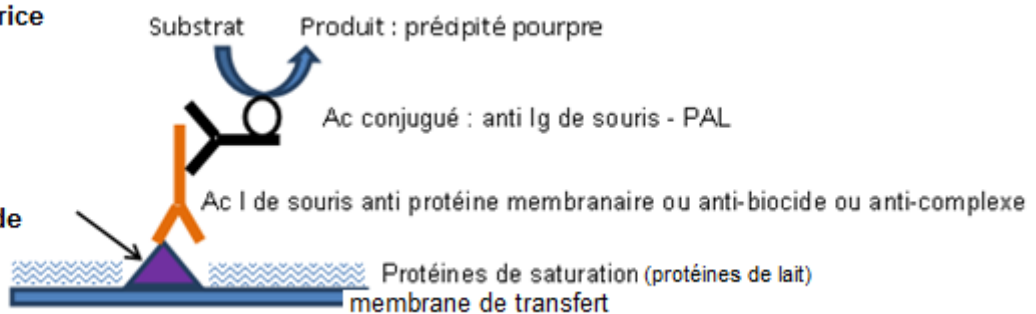 rice
Substrat Produit : précipité pourpre
Ac conjugué : anti Ig de souris - PAL
Ac I de souris anti protéine membranaire ou anti-biocide ou anti-complexe
de
Protéines de saturation (protéines de lait)
membrane de transfert